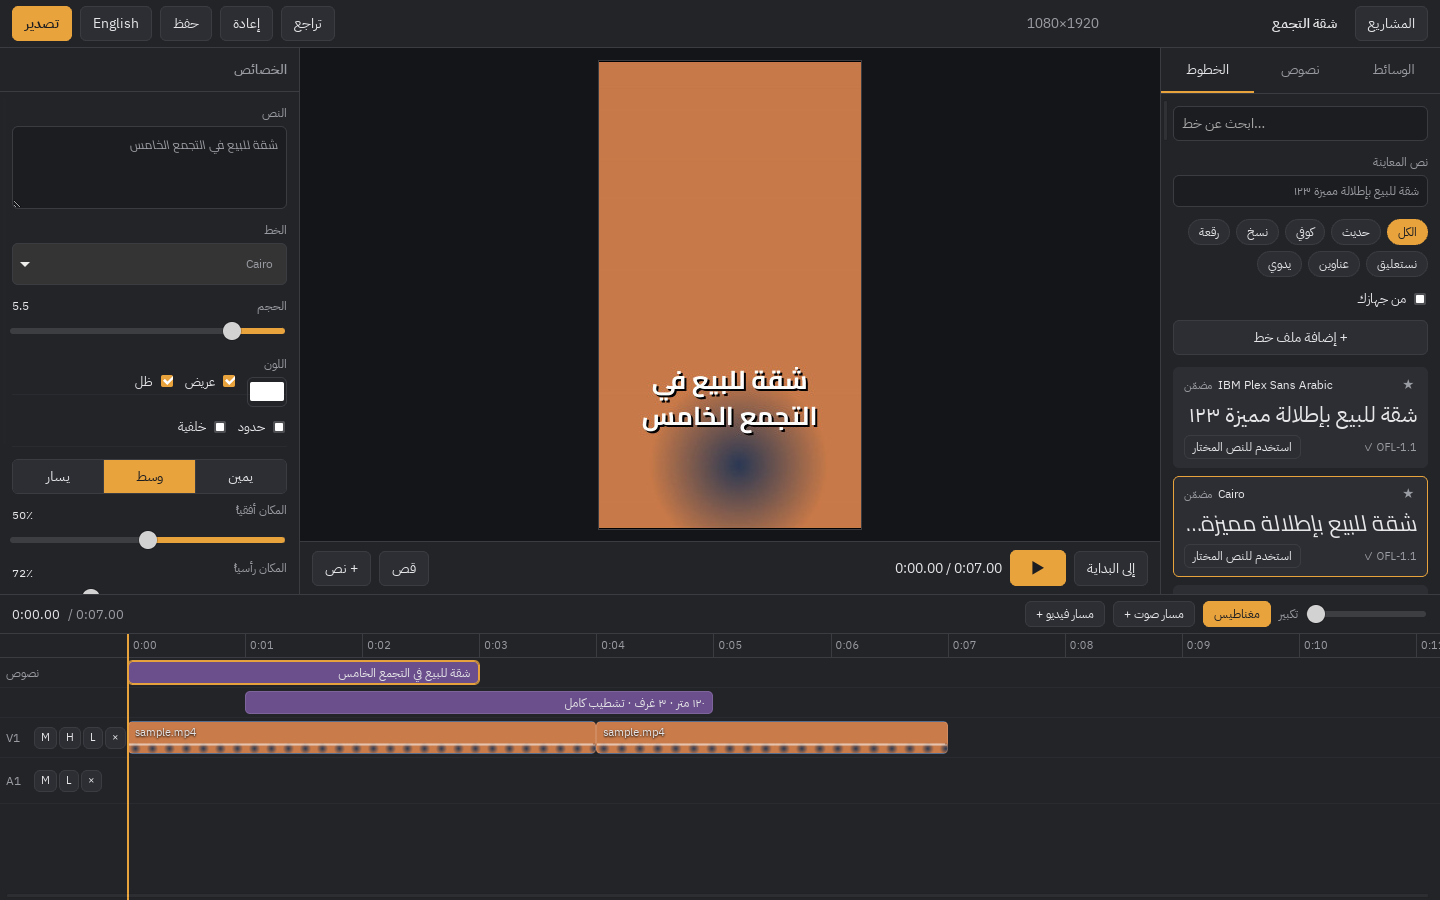 المشاريع
شقة التجمع
1080×1920
تراجع
إعادة
حفظ
English
تصدير
الوسائط
نصوص
الخطوط
ابحث عن خط...
نص المعاينة
شقة للبيع بإطلالة مميزة ١٢٣
الكل
حديث
كوفي
نسخ
رقعة
نستعليق
عناوين
يدوي
من جهازك
+ إضافة ملف خط
★
IBM Plex Sans Arabic مضمّن
شقة للبيع بإطلالة مميزة ١٢٣
OFL-1.1 ✓
استخدم للنص المختار
★
Cairo مضمّن
شقة للبيع بإطلالة مميزة...
OFL-1.1 ✓
استخدم للنص المختار
شقة للبيع في
التجمع الخامس
إلى البداية
0:00.00 / 0:07.00
قص
+ نص
الخصائص
النص
شقة للبيع في التجمع الخامس
الخط
Cairo
الحجم
5.5
اللون
عريض
ظل
حدود
خلفية
يمين
وسط
يسار
المكان أفقيًا
50٪
المكان رأسيًا
72٪
تكبير
مغناطيس
مسار صوت +
مسار فيديو +
0:00.00 / 0:07.00
0:00
0:01
0:02
0:03
0:04
0:05
0:06
0:07
0:08
0:09
0:10
نصوص
شقة للبيع في التجمع الخامس
١٢٠ متر · ٣ غرف · تشطيب كامل
V1
M
H
L
×
sample.mp4
sample.mp4
A1
M
L
×